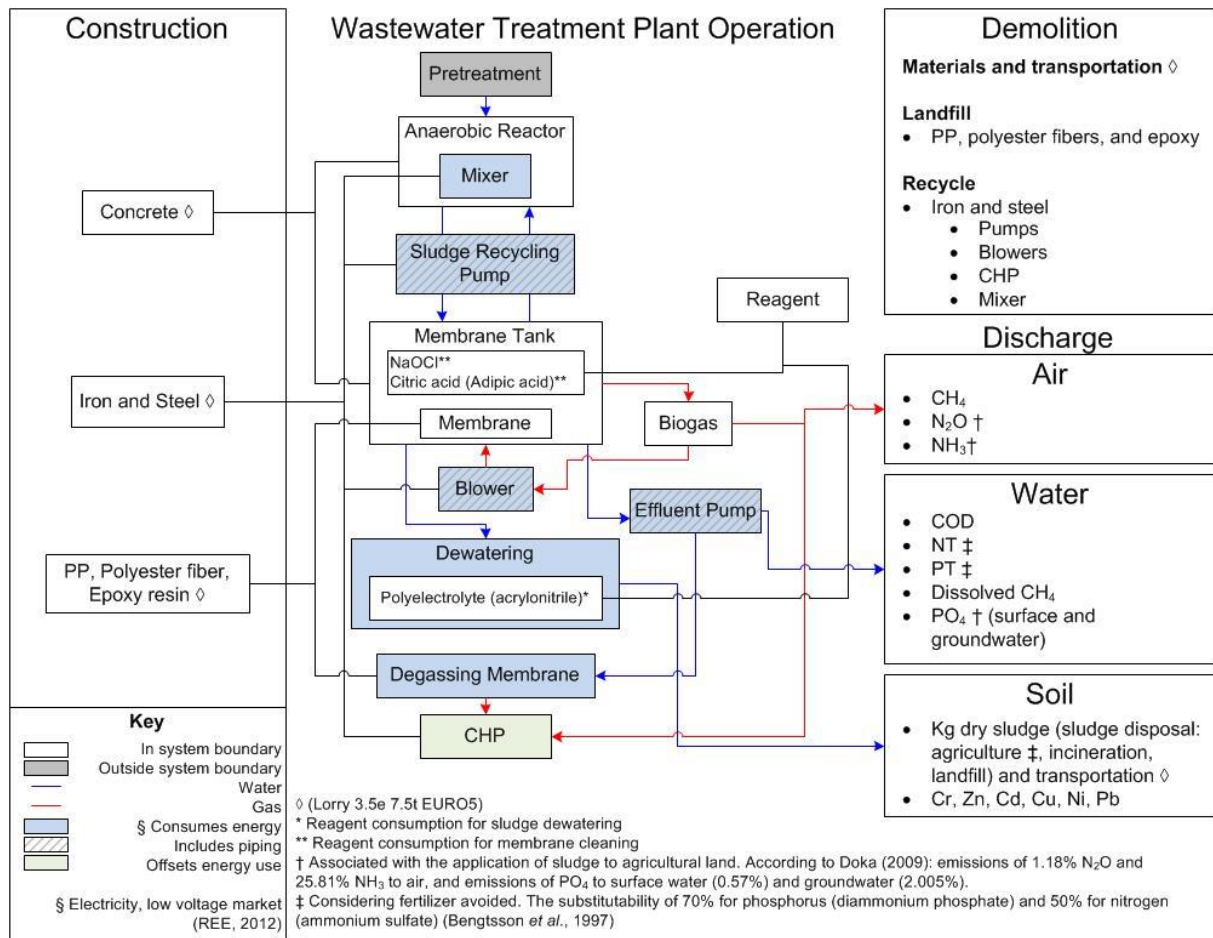 Construction
Concrete ◊
Iron and Steel ◊
PP, Polyester fiber,
Epoxy resin ◊
Key
In system boundary
Outside system boundary
Water
Gas
§ Consumes energy
Includes piping
Offsets energy use
§ Electricity, low voltage market
(REE, 2012)
Wastewater Treatment Plant Operation
Pretreatment
Anaerobic Reactor
Mixer
Sludge Recycling
Pump
Reagent
Membrane Tank
NaOCl**
Citric acid (Adipic acid)**
Membrane
Biogas
Blower
Effluent Pump
Dewatering
Polyelectrolyte (acrylonitrile)*
Degassing Membrane
CHP
◊ (Lorry 3.5e 7.5t EURO5)
* Reagent consumption for sludge dewatering
** Reagent consumption for membrane cleaning
† Associated with the application of sludge to agricultural land. According to Doka (2009): emissions of 1.18% N₂O and
25.81% NH₃ to air, and emissions of PO₄ to surface water (0.57%) and groundwater (2.005%).
‡ Considering fertilizer avoided. The substitutability of 70% for phosphorus (diammonium phosphate) and 50% for nitrogen
(ammonium sulfate) (Bengtsson et al., 1997)
Demolition
Materials and transportation ◊
Landfill
• PP, polyester fibers, and epoxy
Recycle
• Iron and steel
• Pumps
• Blowers
• CHP
• Mixer
Discharge
Air
• CH₄
• N₂O †
• NH₃†
Water
• COD
• NT ‡
• PT ‡
• Dissolved CH₄
• PO₄ † (surface and
groundwater)
Soil
• Kg dry sludge (sludge disposal:
agriculture ‡, incineration,
landfill) and transportation ◊
• Cr, Zn, Cd, Cu, Ni, Pb